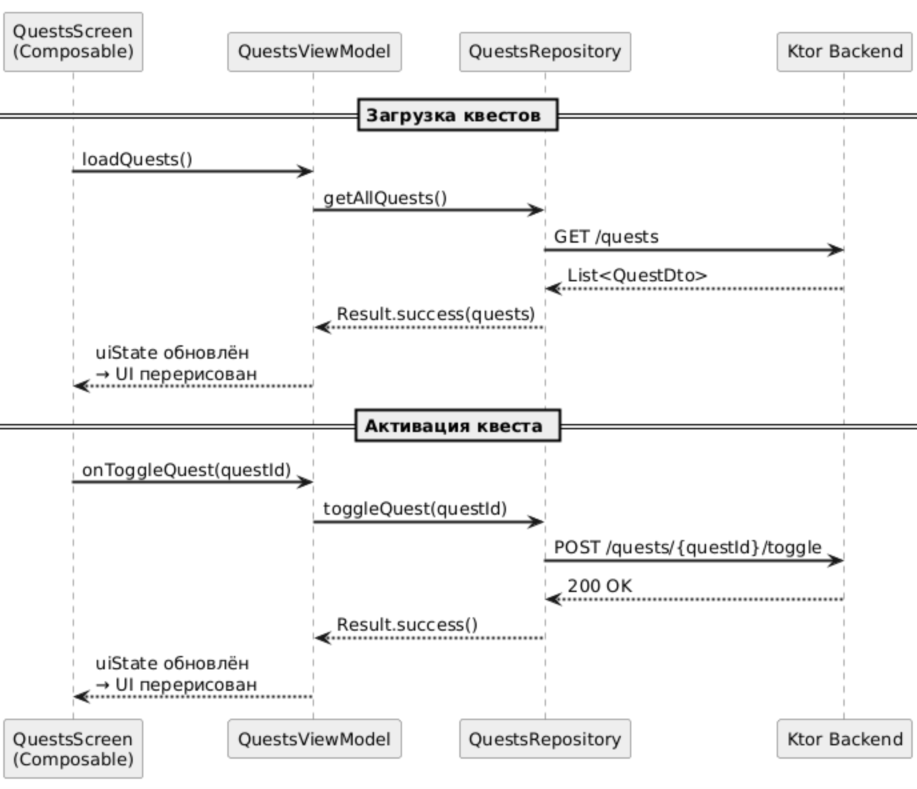 QuestsScreen
(Composable)
QuestsViewModel
QuestsRepository
Ktor Backend
Загрузка квестов
loadQuests()
getAllQuests()
GET /quests
List<QuestDto>
Result.success(quests)
uiState обновлён
→ UI перерисован
Активация квеста
onToggleQuest(questId)
toggleQuest(questId)
POST /quests/{questId}/toggle
200 OK
Result.success()
uiState обновлён
→ UI перерисован
QuestsScreen
(Composable)
QuestsViewModel
QuestsRepository
Ktor Backend